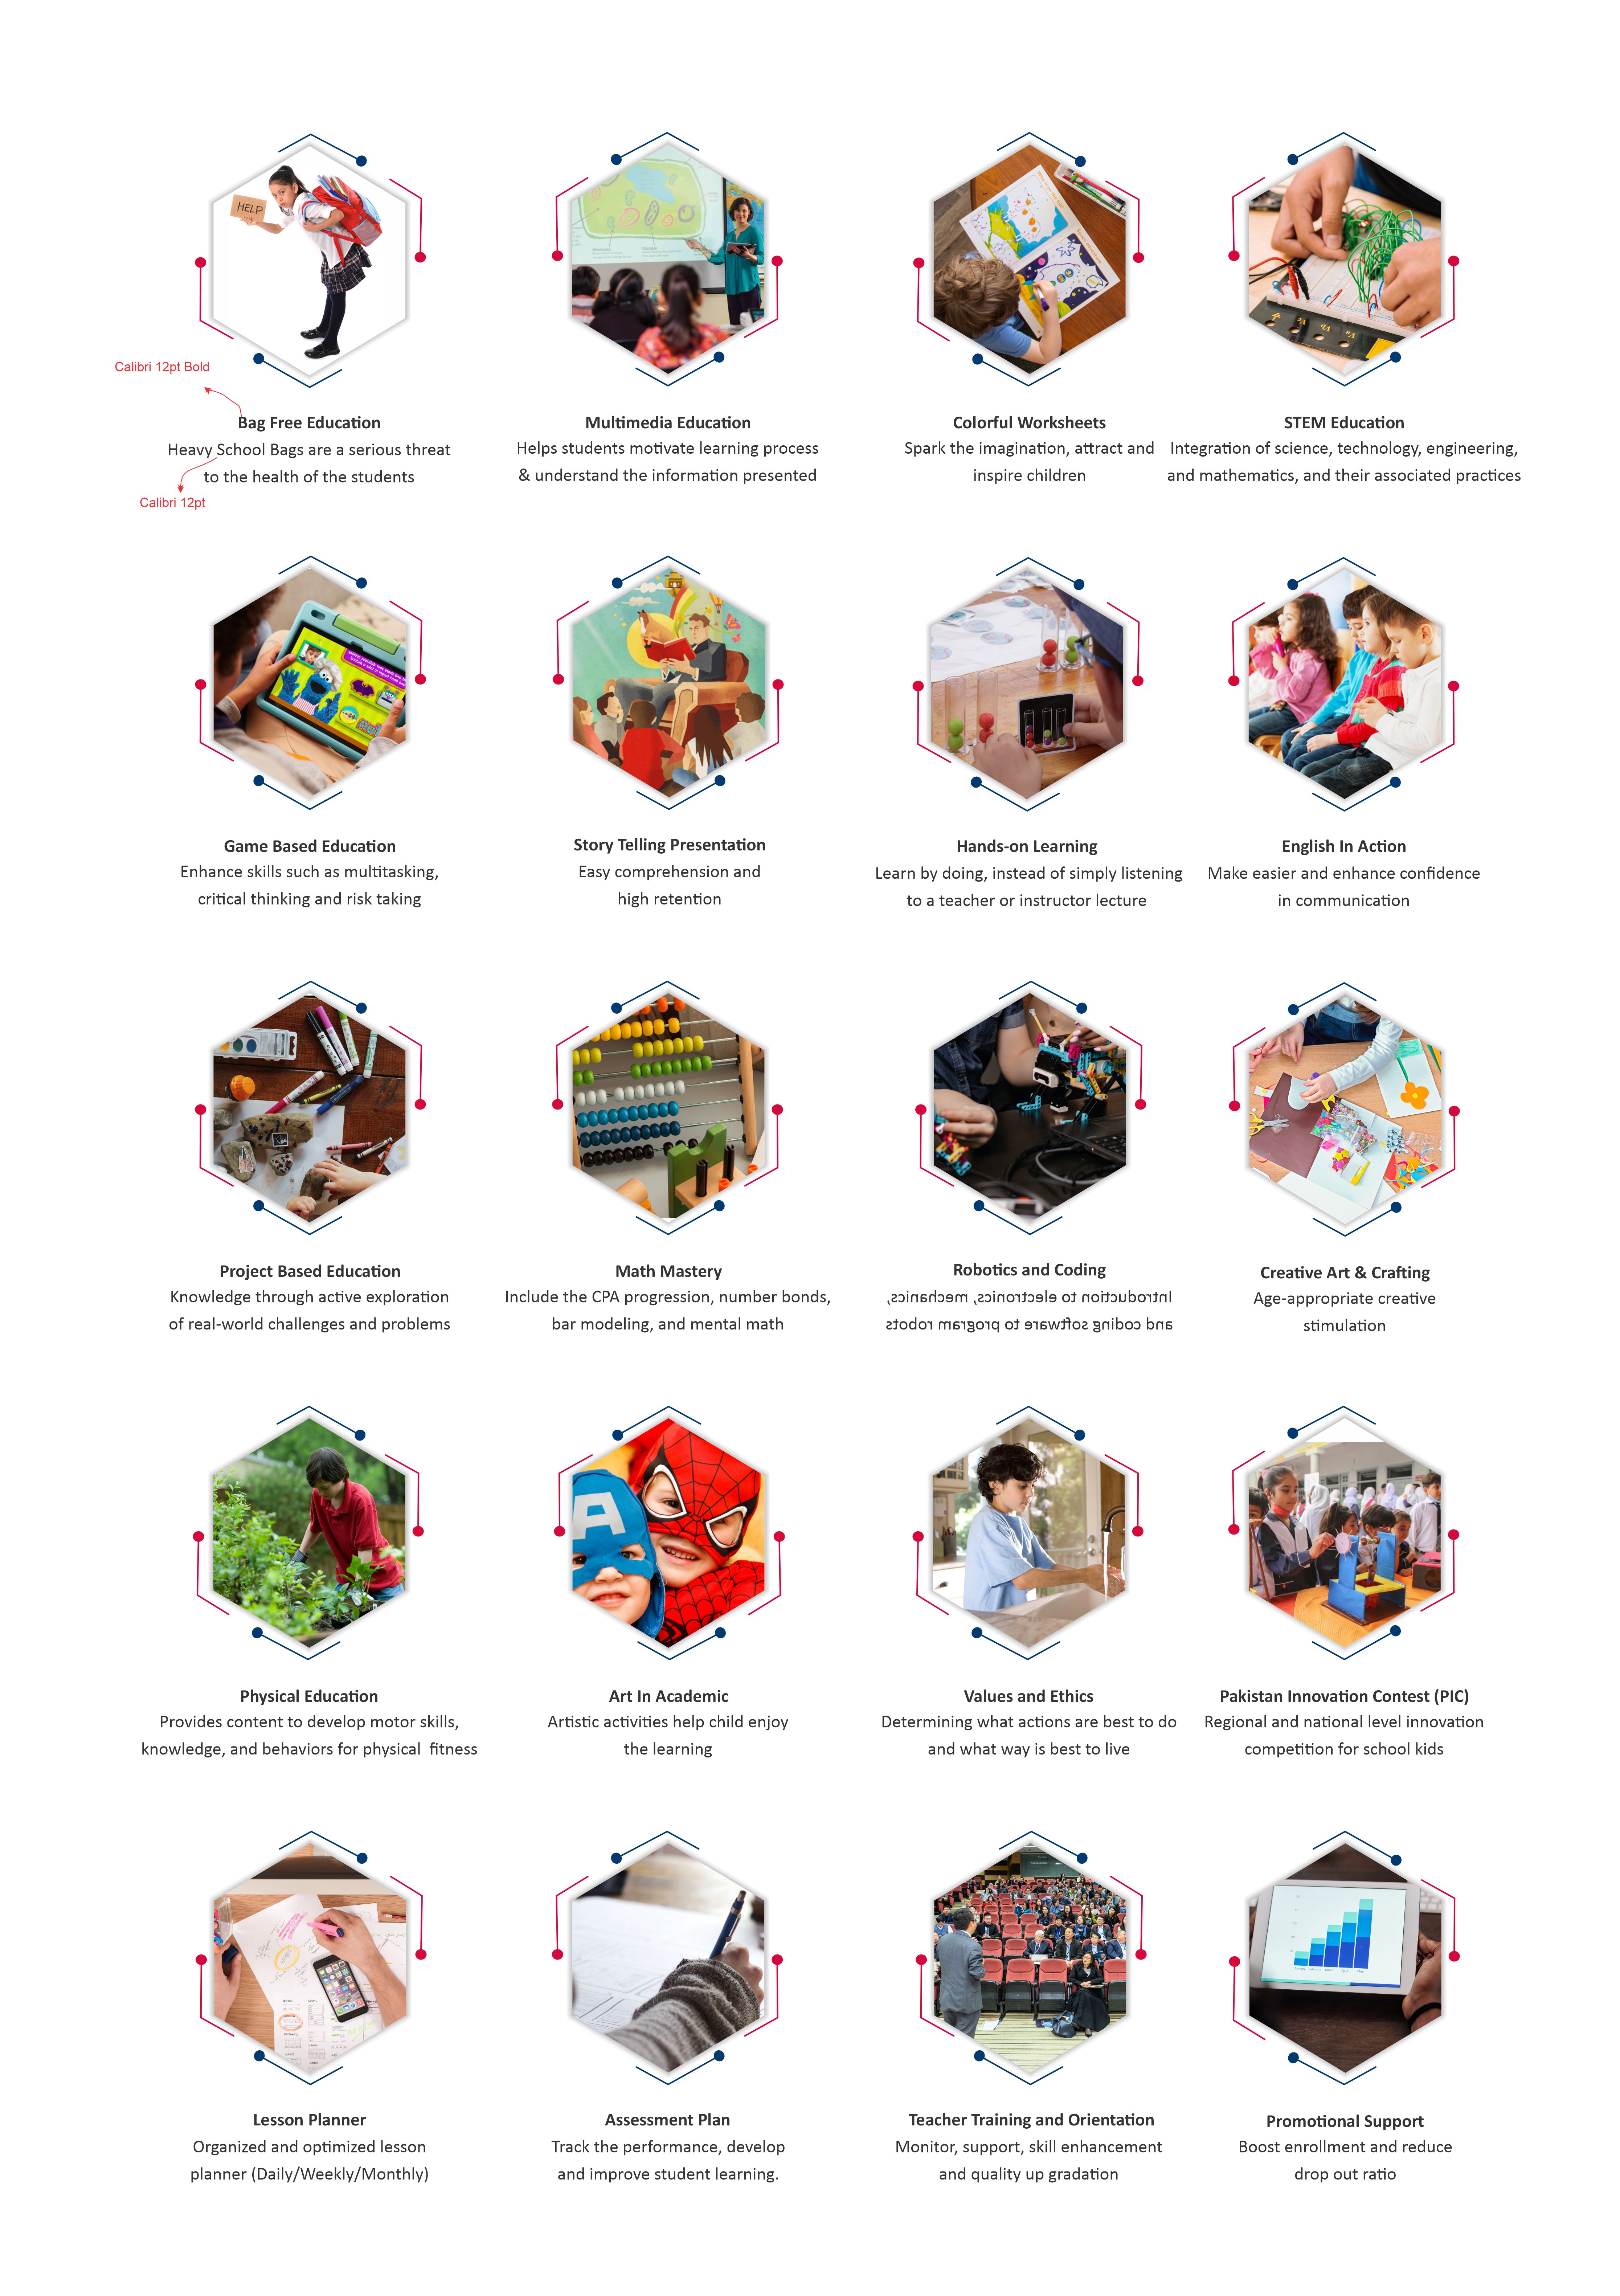 HELP
Calibri 12pt Bold
Bag Free Education
Heavy School Bags are a serious threat
to the health of the students
Calibri 12pt
Multimedia Education
Helps students motivate learning process
& understand the information presented
Colorful Worksheets
Spark the imagination, attract and
inspire children
STEM Education
Integration of science, technology, engineering,
and mathematics, and their associated practices
Game Based Education
Enhance skills such as multitasking,
critical thinking and risk taking
Story Telling Presentation
Easy comprehension and
high retention
Hands-on Learning
Learn by doing, instead of simply listening
to a teacher or instructor lecture
English In Action
Make easier and enhance confidence
in communication
Project Based Education
Knowledge through active exploration
of real-world challenges and problems
Math Mastery
Include the CPA progression, number bonds,
bar modeling, and mental math
Robotics and Coding
Introduction to electronics, mechanics,
and coding software to program robots
Creative Art & Crafting
Age-appropriate creative
stimulation
A
Physical Education
Provides content to develop motor skills,
knowledge, and behaviors for physical fitness
Art In Academic
Artistic activities help child enjoy
the learning
Values and Ethics
Determining what actions are best to do
and what way is best to live
Pakistan Innovation Contest (PIC)
Regional and national level innovation
competition for school kids
Lesson Planner
Organized and optimized lesson
planner (Daily/Weekly/Monthly)
Assessment Plan
Track the performance, develop
and improve student learning.
Teacher Training and Orientation
Monitor, support, skill enhancement
and quality up gradation
Promotional Support
Boost enrollment and reduce
drop out ratio